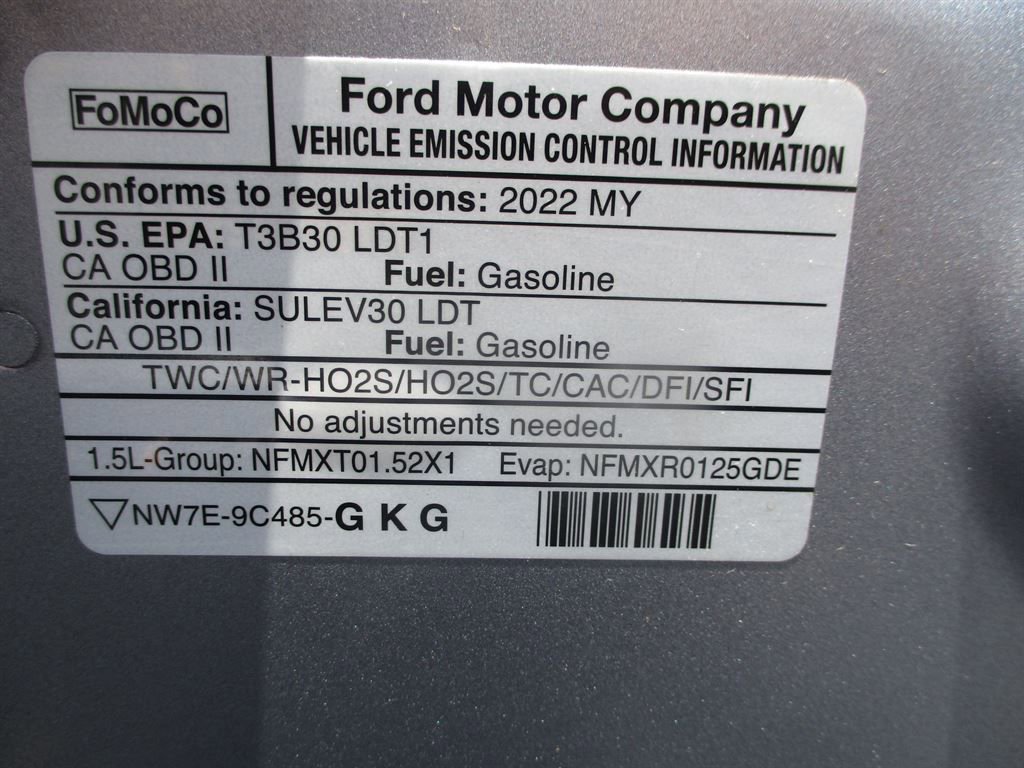 FoMoCo
Ford Motor Company
VEHICLE EMISSION CONTROL INFORMATION
Conforms to regulations: 2022 MY
U.S. EPA: T3B30 LDT1
CA OBD II Fuel: Gasoline
California: SULEV30 LDT
CA OBD II Fuel: Gasoline
TWC/WR-HO2S/HO2S/TC/CAC/DFI/SFI
No adjustments needed.
1.5L-Group: NFMXT01.52X1 Evap: NFMXR0125GDE
▽NW7E-9C485-G K G